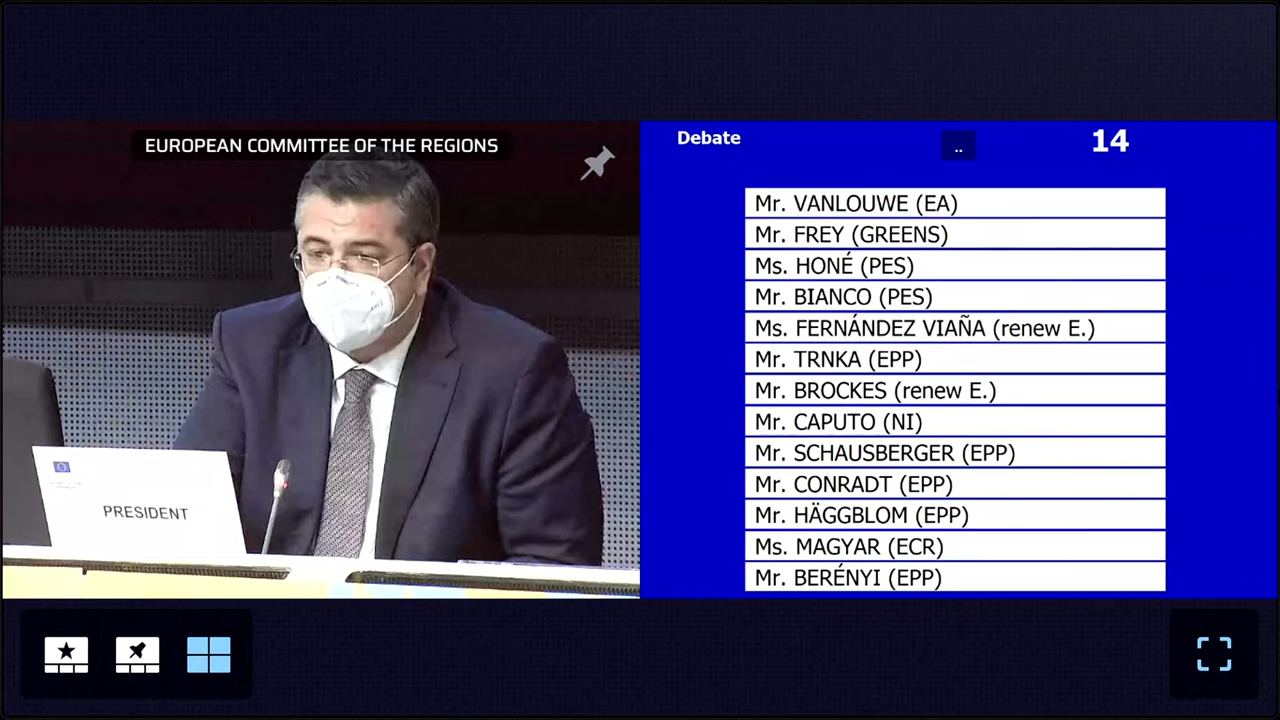 EUROPEAN COMMITTEE OF THE REGIONS
PRESIDENT
Debate
..
14
Mr. VANLOUWE (EA)
Mr. FREY (GREENS)
Ms. HONÉ (PES)
Mr. BIANCO (PES)
Ms. FERNÁNDEZ VIAÑA (renew E.)
Mr. TRNKA (EPP)
Mr. BROCKES (renew E.)
Mr. CAPUTO (NI)
Mr. SCHAUSBERGER (EPP)
Mr. CONRADT (EPP)
Mr. HÄGGBLOM (EPP)
Ms. MAGYAR (ECR)
Mr. BERÉNYI (EPP)